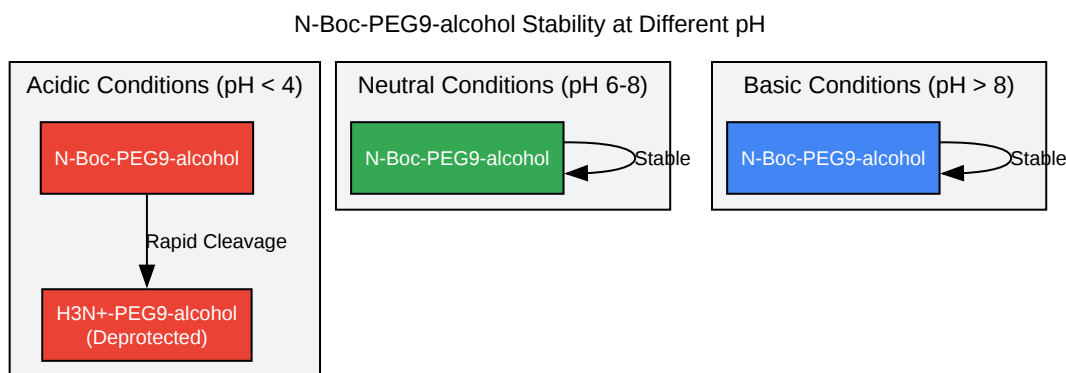 N-Boc-PEG9-alcohol Stability at Different pH
Acidic Conditions (pH < 4)
N-Boc-PEG9-alcohol
Rapid Cleavage
H3N+-PEG9-alcohol
(Deprotected)
Neutral Conditions (pH 6-8)
N-Boc-PEG9-alcohol
Stable
Basic Conditions (pH > 8)
N-Boc-PEG9-alcohol
Stable